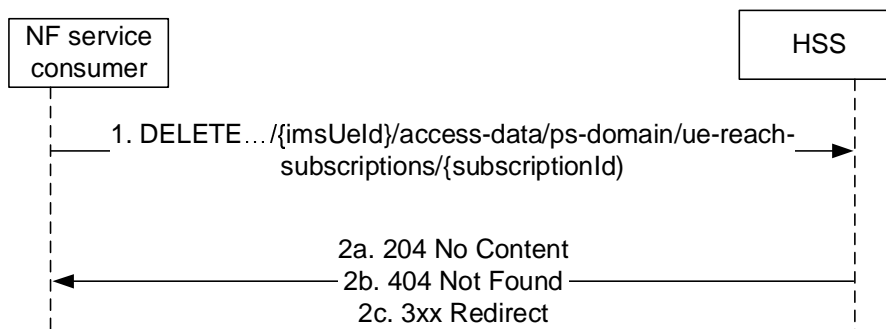 NF service
consumer
HSS
1. DELETE…/{imsUeId}/access-data/ps-domain/ue-reach-
subscriptions/{subscriptionId)
2a. 204 No Content
2b. 404 Not Found
2c. 3xx Redirect